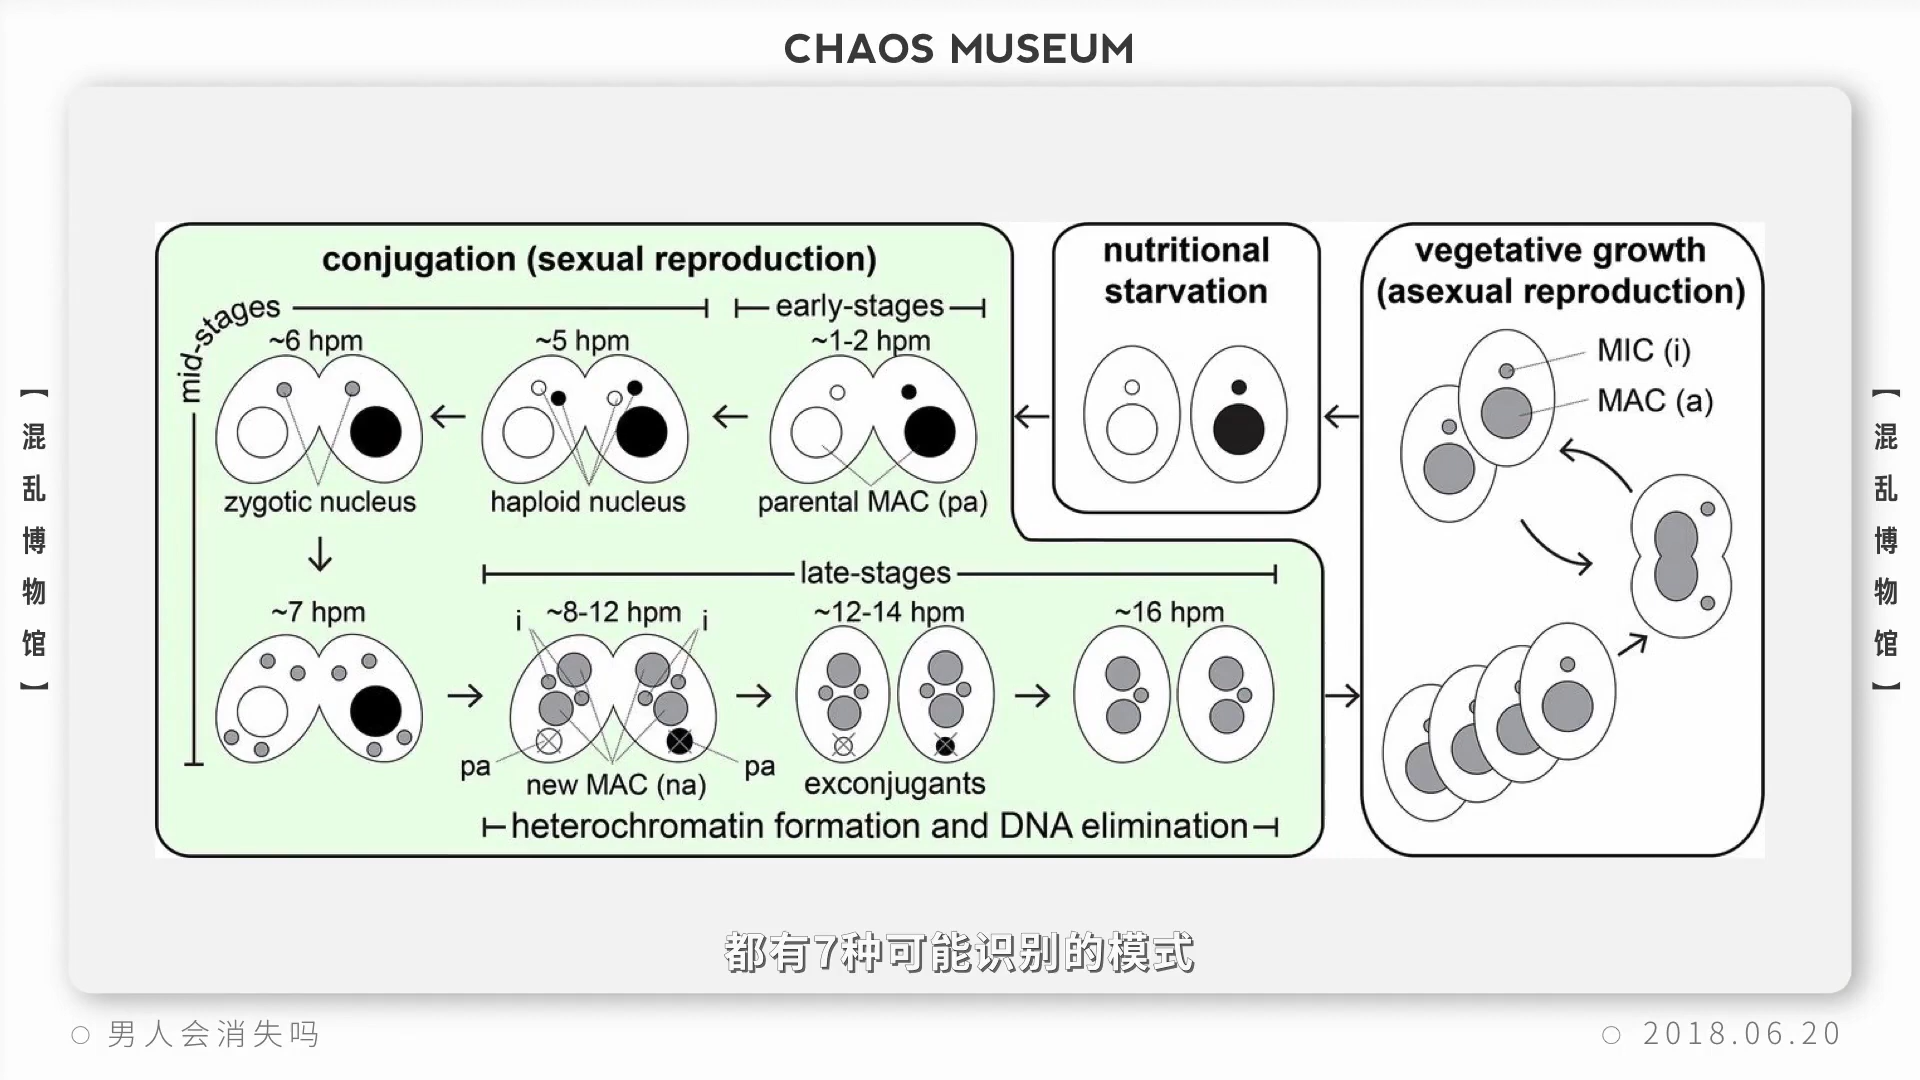 CHAOS MUSEUM
【混乱博物馆】
conjugation (sexual reproduction)
mid-stages
early-stages
~6 hpm
~5 hpm
~1-2 hpm
zygotic nucleus
haploid nucleus
parental MAC (pa)
late-stages
~7 hpm
i
~8-12 hpm
i
~12-14 hpm
~16 hpm
pa
new MAC (na)
pa
exconjugants
heterochromatin formation and DNA elimination
nutritional
starvation
vegetative growth
(asexual reproduction)
MIC (i)
MAC (a)
【混乱博物馆】
都有7种可能识别的模式
男人会消失吗
2018.06.20